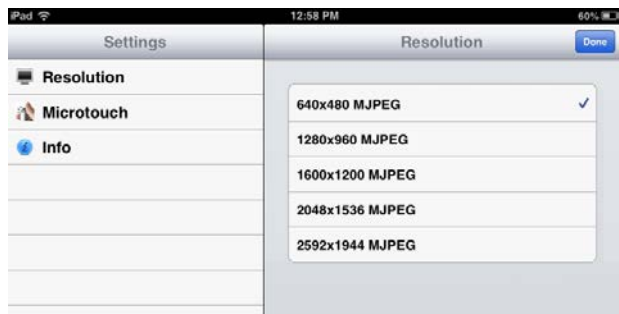 iPad 12:58 PM 60%
Settings
Resolution
Done
Resolution
Microtouch
Info
640x480 MJPEG
1280x960 MJPEG
1600x1200 MJPEG
2048x1536 MJPEG
2592x1944 MJPEG